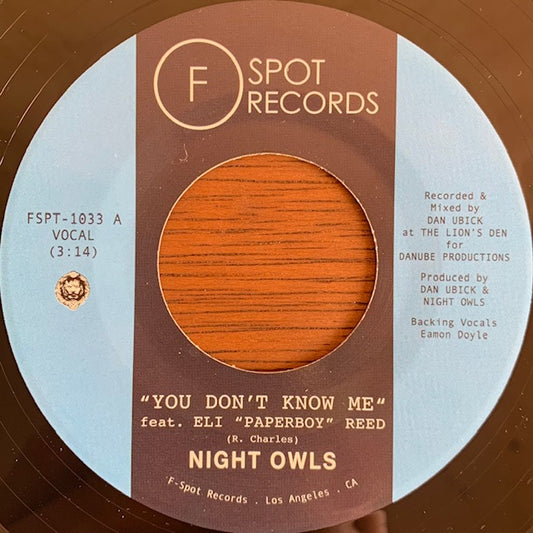 F SPOT
RECORDS
FSPT-1033 A
VOCAL
(3:14)
Recorded &
Mixed by
DAN UBICK
at THE LION'S DEN
for
DANUBE PRODUCTIONS
Produced by
DAN UBICK &
NIGHT OWLS
Backing Vocals
Eamon Doyle
"YOU DON'T KNOW ME"
feat. ELI "PAPERBOY" REED
(R. Charles)
NIGHT OWLS
F-Spot Records . Los Angeles . CA